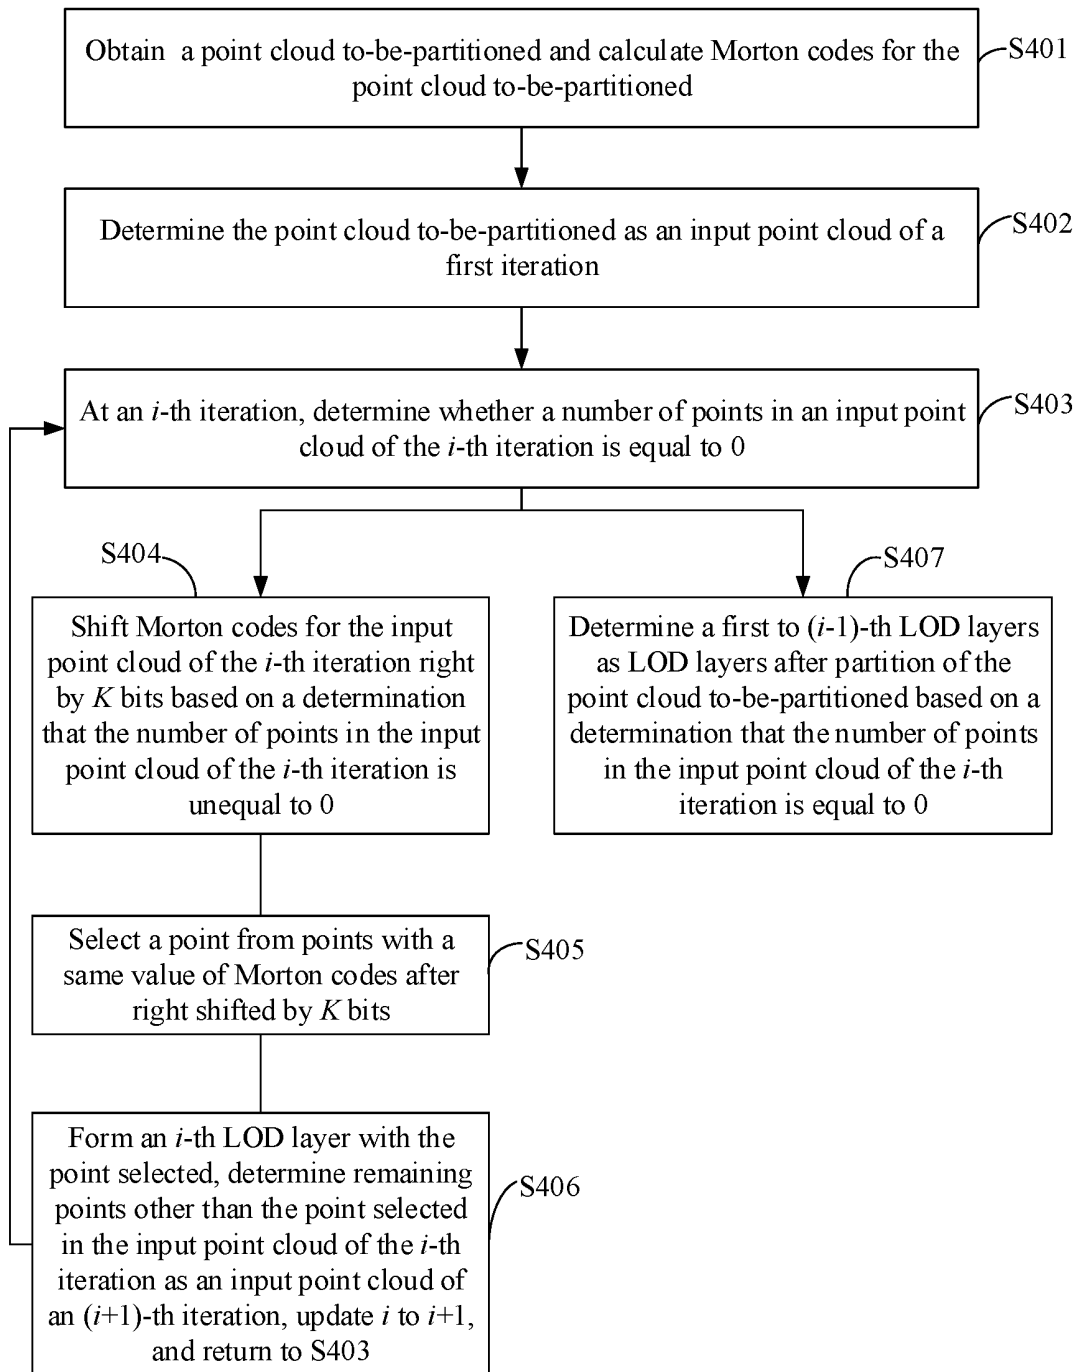 Obtain a point cloud to-be-partitioned and calculate Morton codes for the
point cloud to-be-partitioned
S401
Determine the point cloud to-be-partitioned as an input point cloud of a
first iteration
S402
At an i-th iteration, determine whether a number of points in an input point
cloud of the i-th iteration is equal to 0
S403
S404
Shift Morton codes for the input
point cloud of the i-th iteration right
by K bits based on a determination
that the number of points in the input
point cloud of the i-th iteration is
unequal to 0
S407
Determine a first to (i-1)-th LOD layers
as LOD layers after partition of the
point cloud to-be-partitioned based on a
determination that the number of points
in the input point cloud of the i-th
iteration is equal to 0
Select a point from points with a
same value of Morton codes after
right shifted by K bits
S405
Form an i-th LOD layer with the
point selected, determine remaining
points other than the point selected
in the input point cloud of the i-th
iteration as an input point cloud of
an (i+1)-th iteration, update i to i+1,
and return to S403
S406